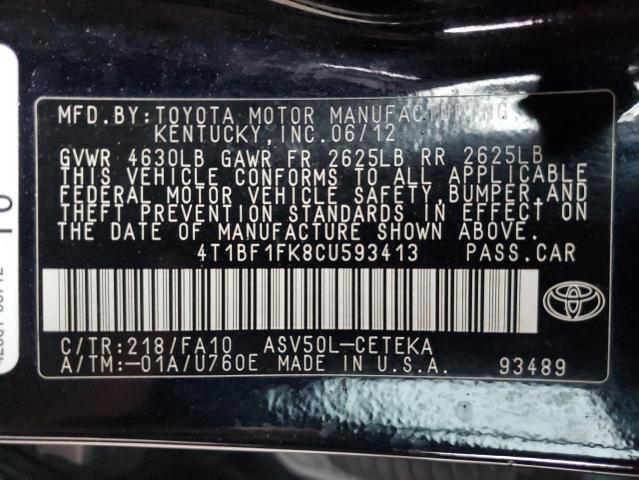 MFD.BY:TOYOTA MOTOR MANUFACTURING,
KENTUCKY,INC.06/12
GVWR 4630LB GAWR FR 2625LB RR 2625LB
THIS VEHICLE CONFORMS TO ALL APPLICABLE
FEDERAL MOTOR VEHICLE SAFETY,BUMPER,AND
THEFT PREVENTION STANDARDS IN EFFECT ON
THE DATE OF MANUFACTURE SHOWN ABOVE.
4T1BF1FK8CU593413 PASS.CAR
C/TR:218/FA10 ASV50L-CETEKA
A/TM:-01A/U760E MADE IN U.S.A. 93489